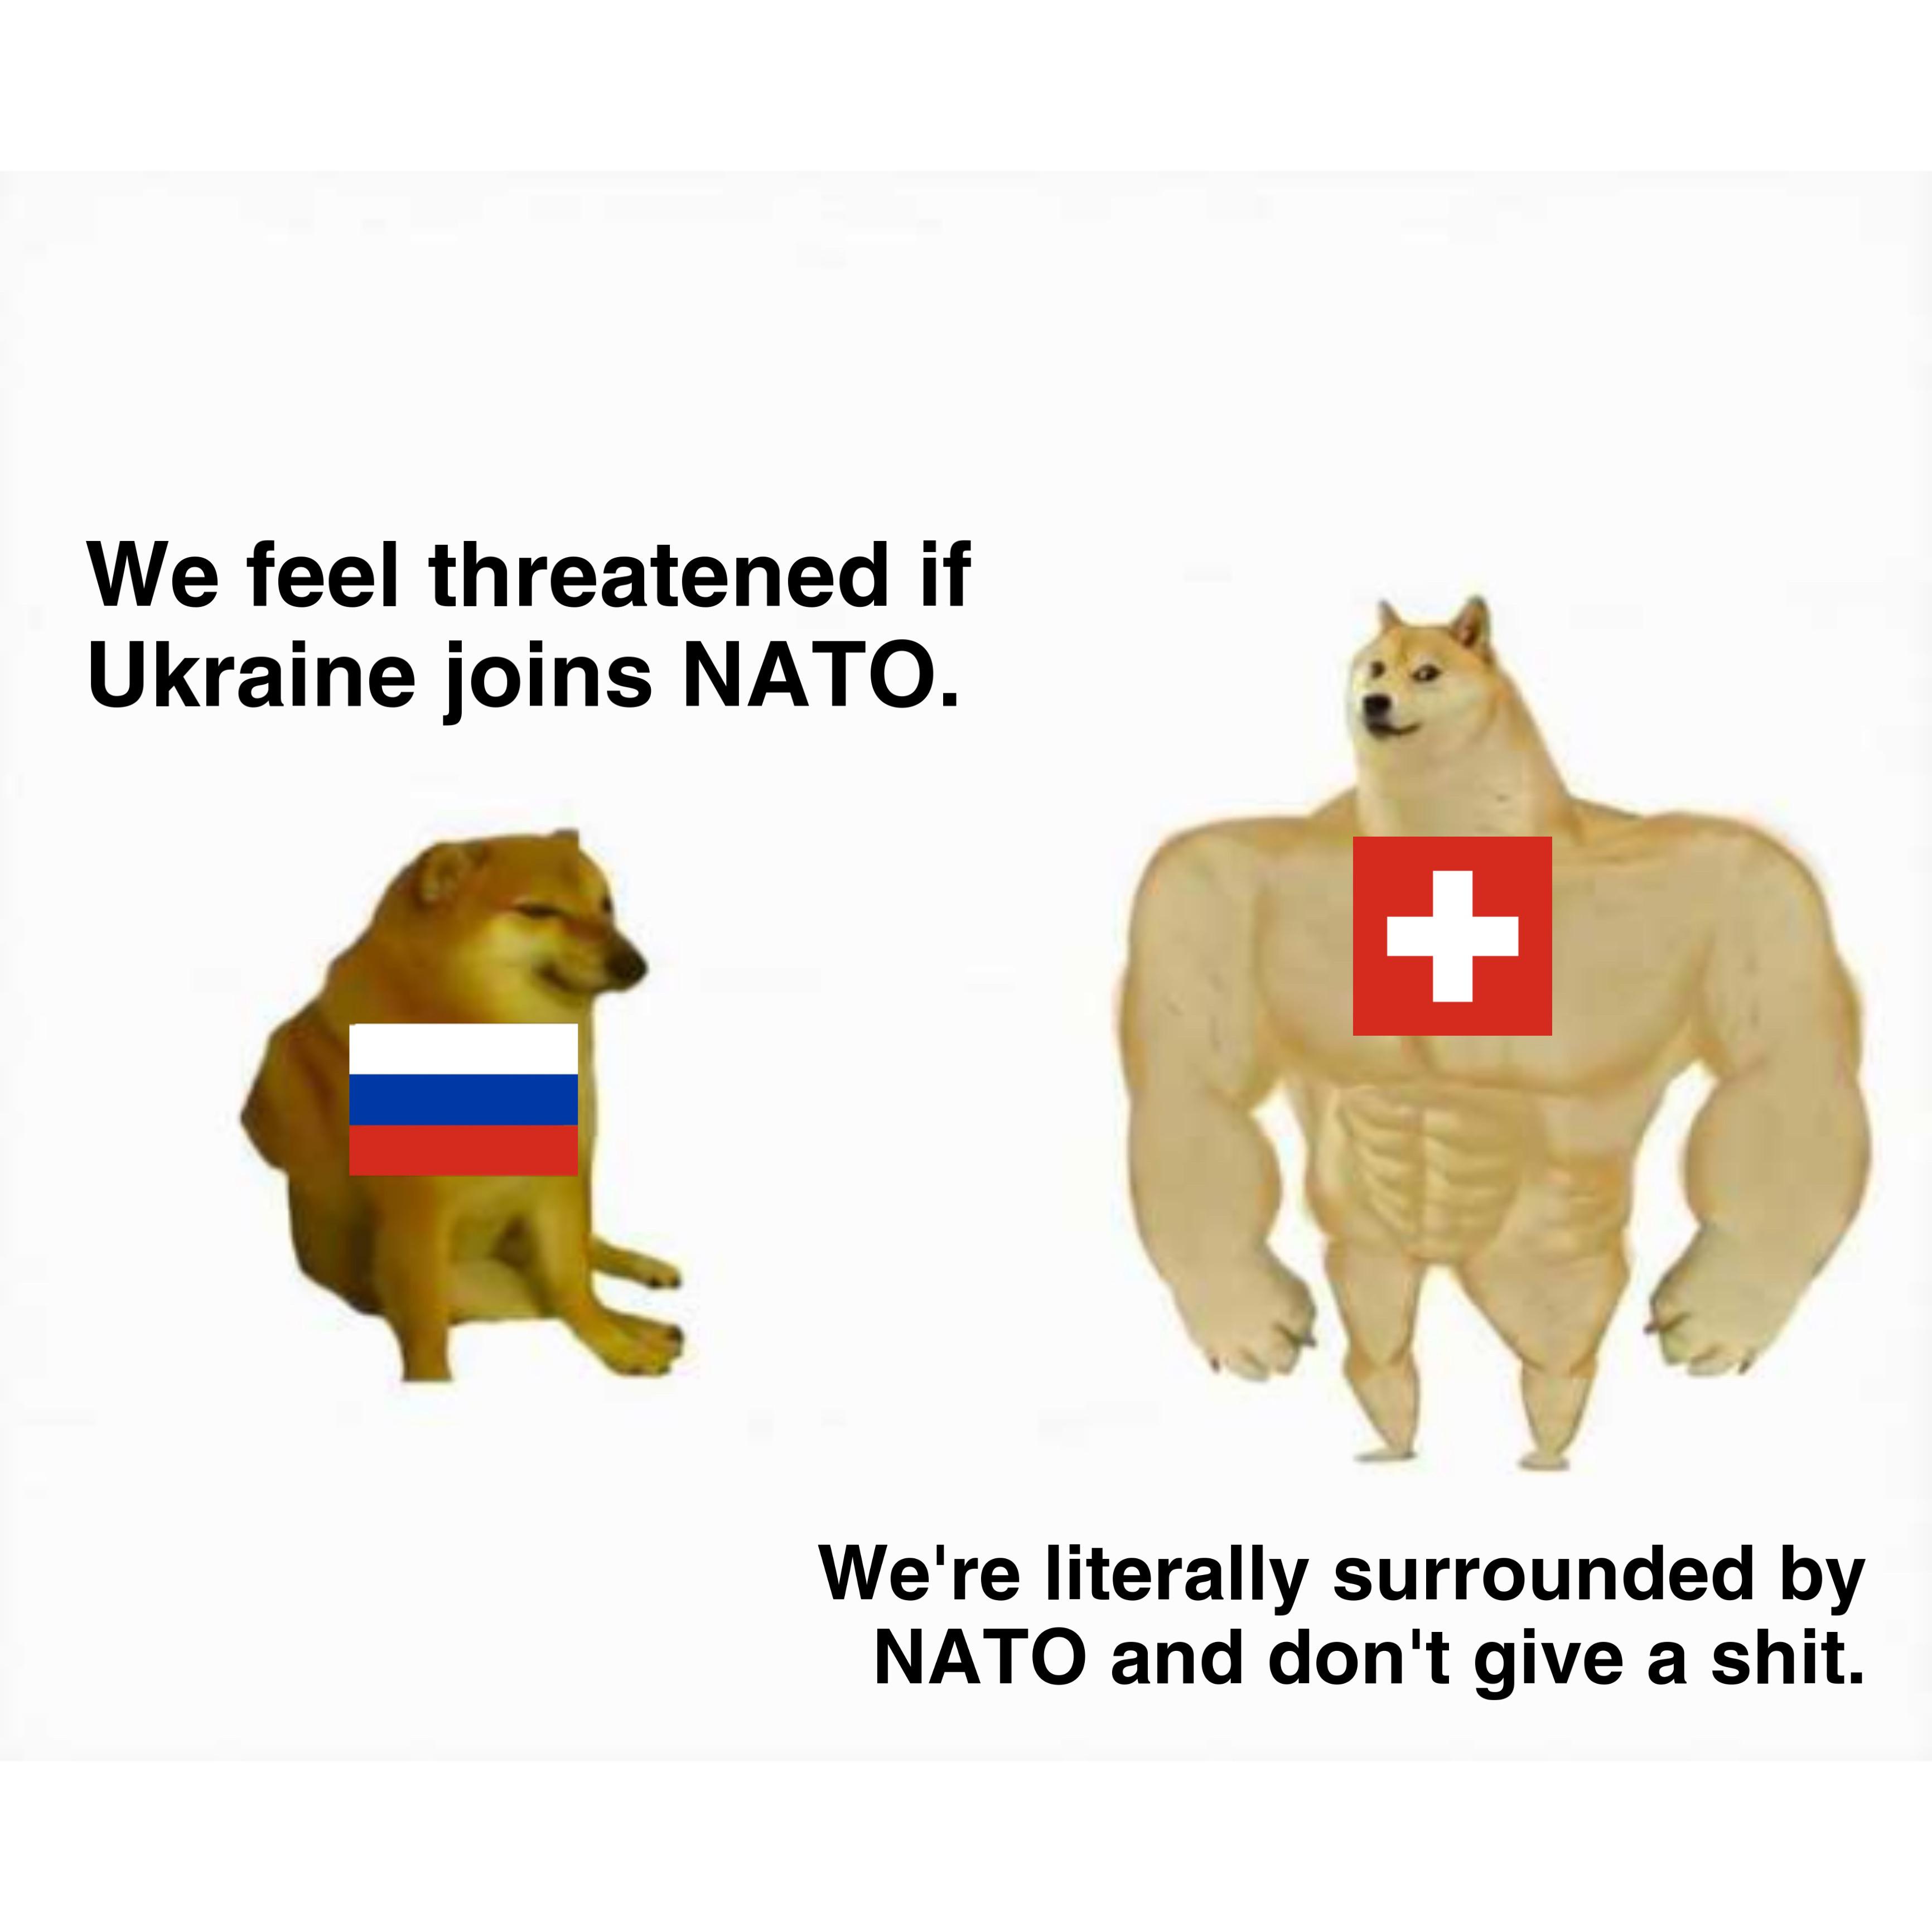 We feel threatened if
Ukraine joins NATO.
We're literally surrounded by
NATO and don't give a shit.